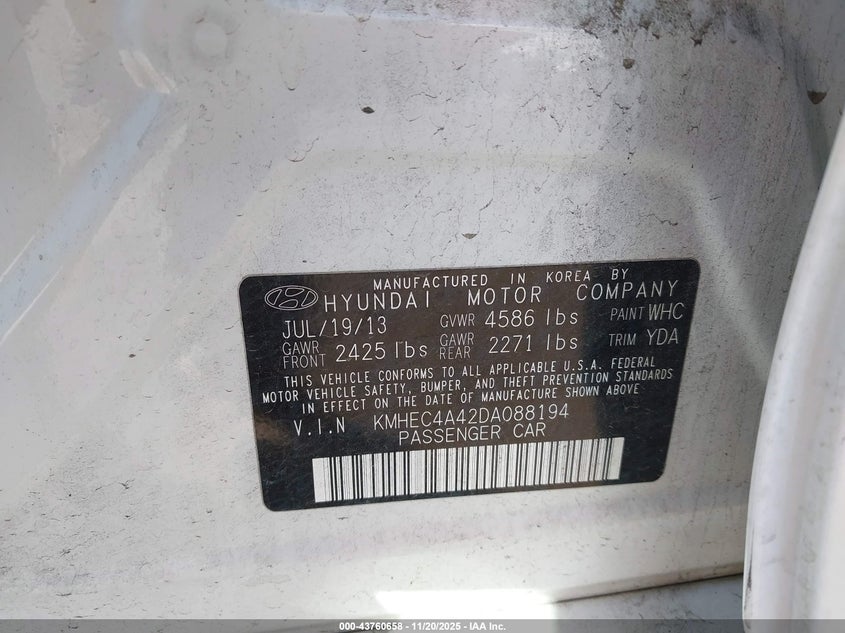 MANUFACTURED IN KOREA BY
HYUNDAI MOTOR COMPANY
JUL/19/13 GVWR 4586 lbs PAINT WHC
GAWR FRONT 2425 lbs GAWR REAR 2271 lbs TRIM YDA
THIS VEHICLE CONFORMS TO ALL APPLICABLE U.S.A. FEDERAL
MOTOR VEHICLE SAFETY, BUMPER, AND THEFT PREVENTION STANDARDS
IN EFFECT ON THE DATE OF MANUFACTURE SHOWN ABOVE.
V.I.N KMHEC4A42DA088194
PASSENGER CAR
000-43760658 - 11/20/2025 - IAA Inc.